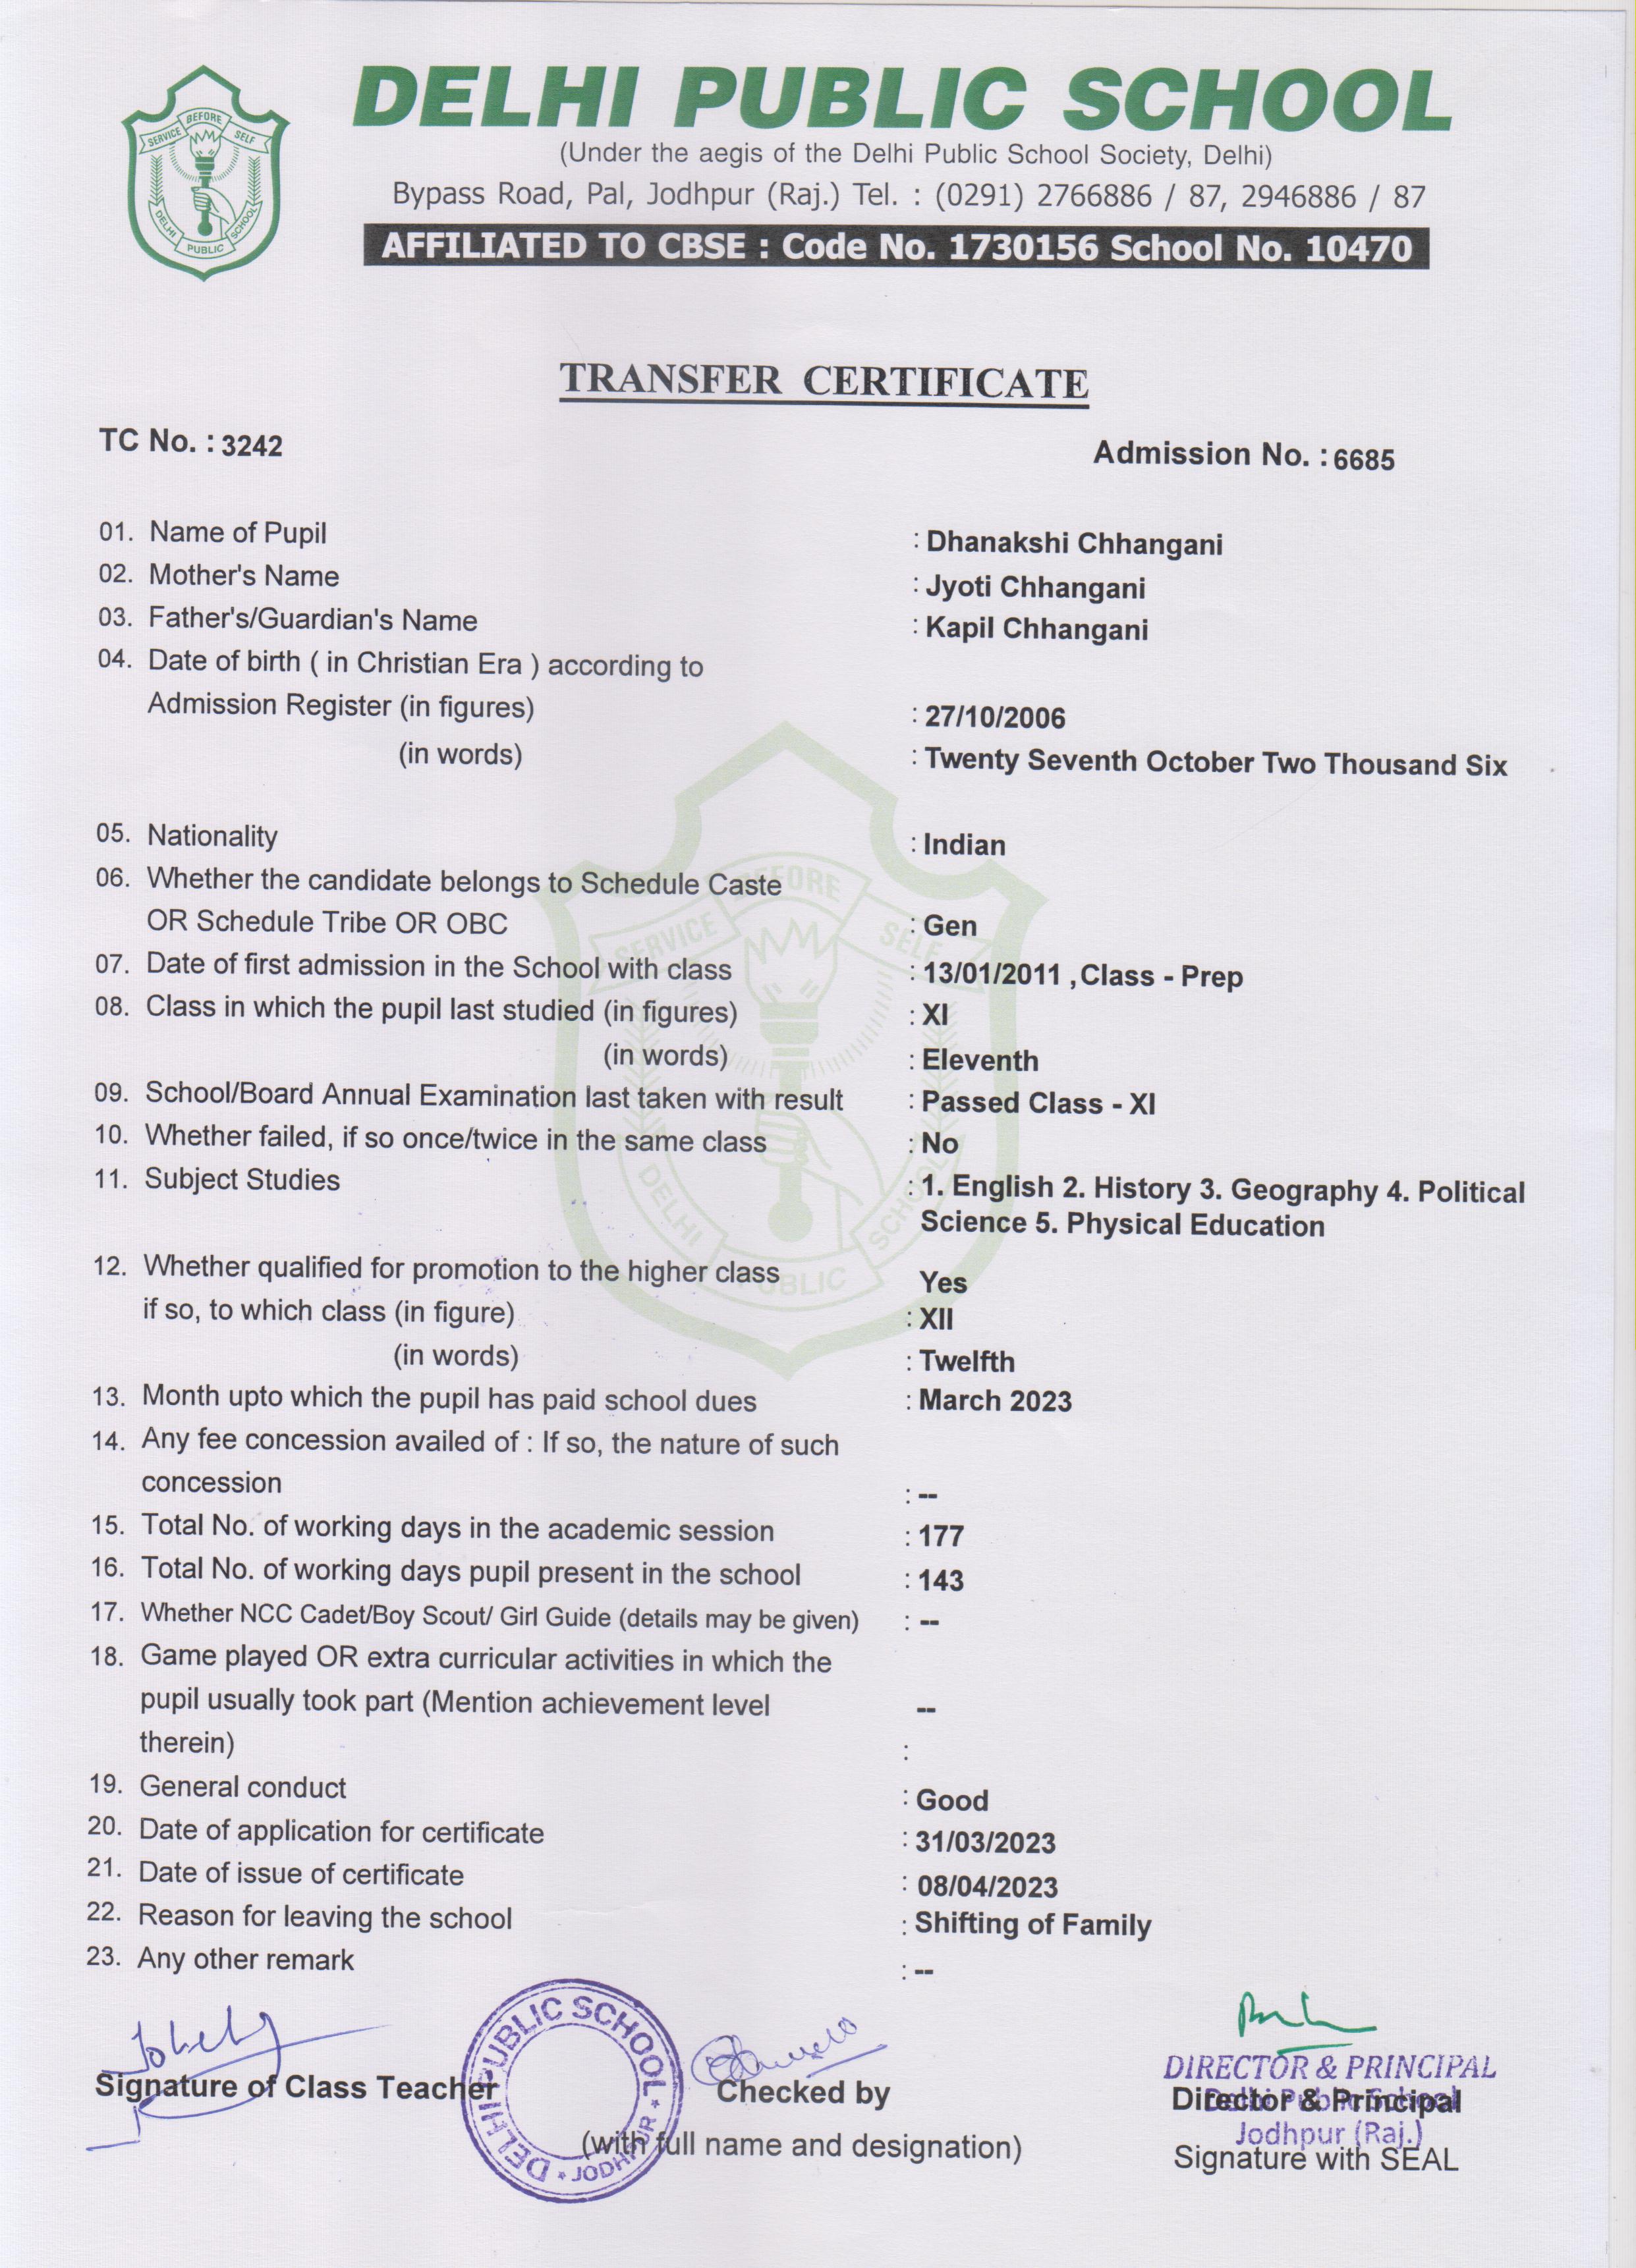 SERVICE BEFORE SELF
DELHI PUBLIC SCHOOL
DELHI PUBLIC SCHOOL
(Under the aegis of the Delhi Public School Society, Delhi)
Bypass Road, Pal, Jodhpur (Raj.) Tel. : (0291) 2766886 / 87, 2946886 / 87
AFFILIATED TO CBSE : Code No. 1730156 School No. 10470
TRANSFER CERTIFICATE
TC No. : 3242 Admission No. : 6685
01. Name of Pupil : Dhanakshi Chhangani
02. Mother's Name : Jyoti Chhangani
03. Father's/Guardian's Name : Kapil Chhangani
04. Date of birth ( in Christian Era ) according to
Admission Register (in figures) : 27/10/2006
(in words) : Twenty Seventh October Two Thousand Six
05. Nationality : Indian
06. Whether the candidate belongs to Schedule Caste
OR Schedule Tribe OR OBC : Gen
07. Date of first admission in the School with class : 13/01/2011 , Class - Prep
08. Class in which the pupil last studied (in figures) : XI
(in words) : Eleventh
09. School/Board Annual Examination last taken with result : Passed Class - XI
10. Whether failed, if so once/twice in the same class : No
11. Subject Studies : 1. English 2. History 3. Geography 4. Political
Science 5. Physical Education
12. Whether qualified for promotion to the higher class Yes
if so, to which class (in figure) : XII
(in words) : Twelfth
13. Month upto which the pupil has paid school dues : March 2023
14. Any fee concession availed of : If so, the nature of such
concession : --
15. Total No. of working days in the academic session : 177
16. Total No. of working days pupil present in the school : 143
17. Whether NCC Cadet/Boy Scout/ Girl Guide (details may be given) : --
18. Game played OR extra curricular activities in which the
pupil usually took part (Mention achievement level --
therein) :
19. General conduct : Good
20. Date of application for certificate : 31/03/2023
21. Date of issue of certificate : 08/04/2023
22. Reason for leaving the school : Shifting of Family
23. Any other remark : --
SERVICE BEFORE SELF
DELHI PUBLIC SCHOOL
DELHI PUBLIC SCHOOL
* JODHPUR *
DIRECTOR & PRINCIPAL
Delhi Public School
Jodhpur (Raj.)
Signature of Class Teacher Checked by Director & Principal
(with full name and designation) Signature with SEAL